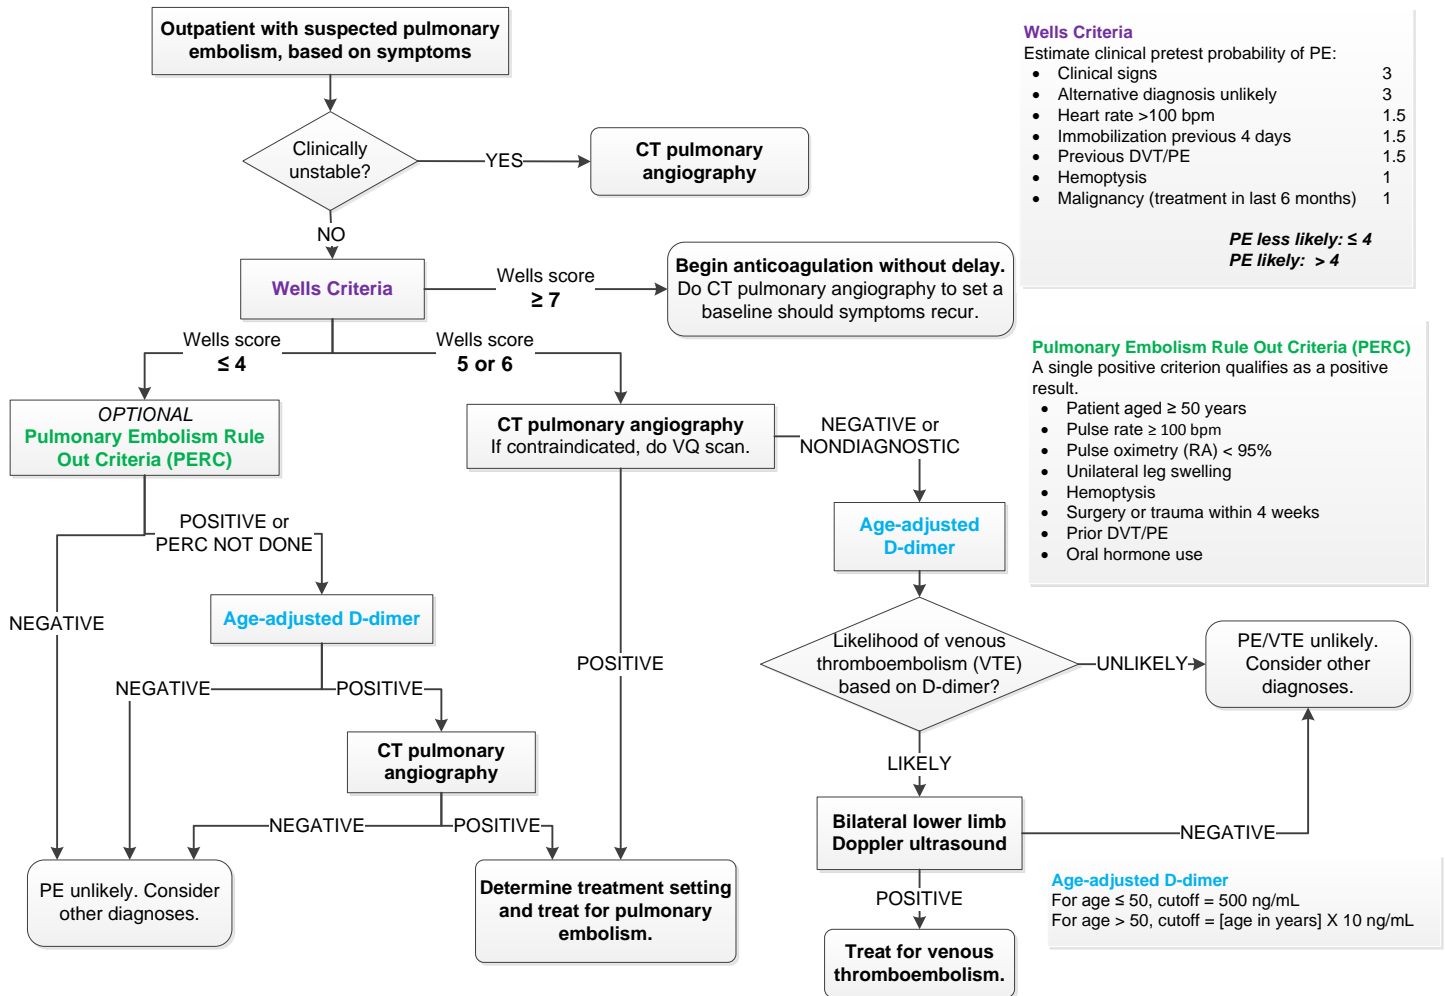 Outpatient with suspected pulmonary
embolism, based on symptoms
Clinically
unstable?
YES
CT pulmonary
angiography
NO
Wells Criteria
Wells score
≥ 7
Begin anticoagulation without delay.
Do CT pulmonary angiography to set a
baseline should symptoms recur.
Wells score
≤ 4
Wells score
5 or 6
OPTIONAL
Pulmonary Embolism Rule
Out Criteria (PERC)
CT pulmonary angiography
If contraindicated, do VQ scan.
NEGATIVE or
NONDIAGNOSTIC
POSITIVE or
PERC NOT DONE
Age-adjusted
D-dimer
NEGATIVE
Age-adjusted D-dimer
POSITIVE
Likelihood of venous
thromboembolism (VTE)
based on D-dimer?
UNLIKELY
PE/VTE unlikely.
Consider other
diagnoses.
NEGATIVE
POSITIVE
CT pulmonary
angiography
LIKELY
NEGATIVE
POSITIVE
Bilateral lower limb
Doppler ultrasound
NEGATIVE
PE unlikely. Consider
other diagnoses.
Determine treatment setting
and treat for pulmonary
embolism.
POSITIVE
Treat for venous
thromboembolism.
Wells Criteria
Estimate clinical pretest probability of PE:
• Clinical signs 3
• Alternative diagnosis unlikely 3
• Heart rate >100 bpm 1.5
• Immobilization previous 4 days 1.5
• Previous DVT/PE 1.5
• Hemoptysis 1
• Malignancy (treatment in last 6 months) 1
PE less likely: ≤ 4
PE likely: > 4
Pulmonary Embolism Rule Out Criteria (PERC)
A single positive criterion qualifies as a positive
result.
• Patient aged ≥ 50 years
• Pulse rate ≥ 100 bpm
• Pulse oximetry (RA) < 95%
• Unilateral leg swelling
• Hemoptysis
• Surgery or trauma within 4 weeks
• Prior DVT/PE
• Oral hormone use
Age-adjusted D-dimer
For age ≤ 50, cutoff = 500 ng/mL
For age > 50, cutoff = [age in years] X 10 ng/mL